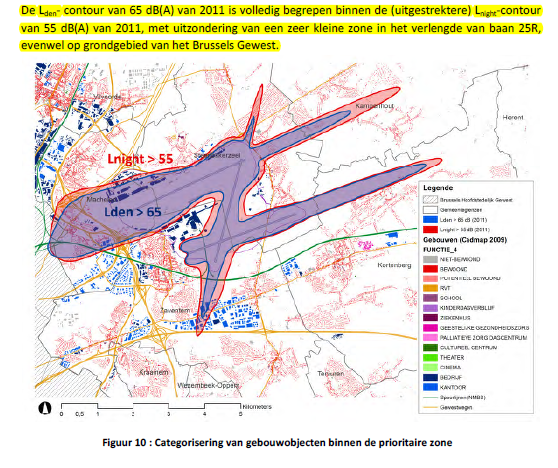 De Lden- contour van 65 dB(A) van 2011 is volledig begrepen binnen de (uitgestrektere) Lnight-contour
van 55 dB(A) van 2011, met uitzondering van een zeer kleine zone in het verlengde van baan 25R,
evenwel op grondgebied van het Brussels Gewest.
Kampenhout
Herent
Lnight > 55
Lden > 65
Kortenberg
Zaventem
Kraainem
Wezembeek-Oppem
Tervuren
0 0,5 1 2 3 4 5
Kilometers
Legende
Brussels Hoofdstedelijk Gewest
Gemeentegrenzen
Lden > 65 dB (2011)
Lnight > 55 dB (2011)
Gebouwen (Cadmap 2009)
FUNCTIE_4
NIET-BEWOOND
BEWOOND
POTENTIEEL BEWOOND
RVT
SCHOOL
KINDERDAGVERBLIJF
ZIEKENHUIS
GEESTELIJKE GEZONDHEIDSZORG
PALLIATIEVE ZORG DAGCENTRUM
CULTUREEL CENTRUM
THEATER
CINEMA
BEDRIJF
KANTOOR
Spoorlijnen (NMBS)
Gewestwegen
Figuur 10 : Categorisering van gebouwobjecten binnen de prioritaire zone